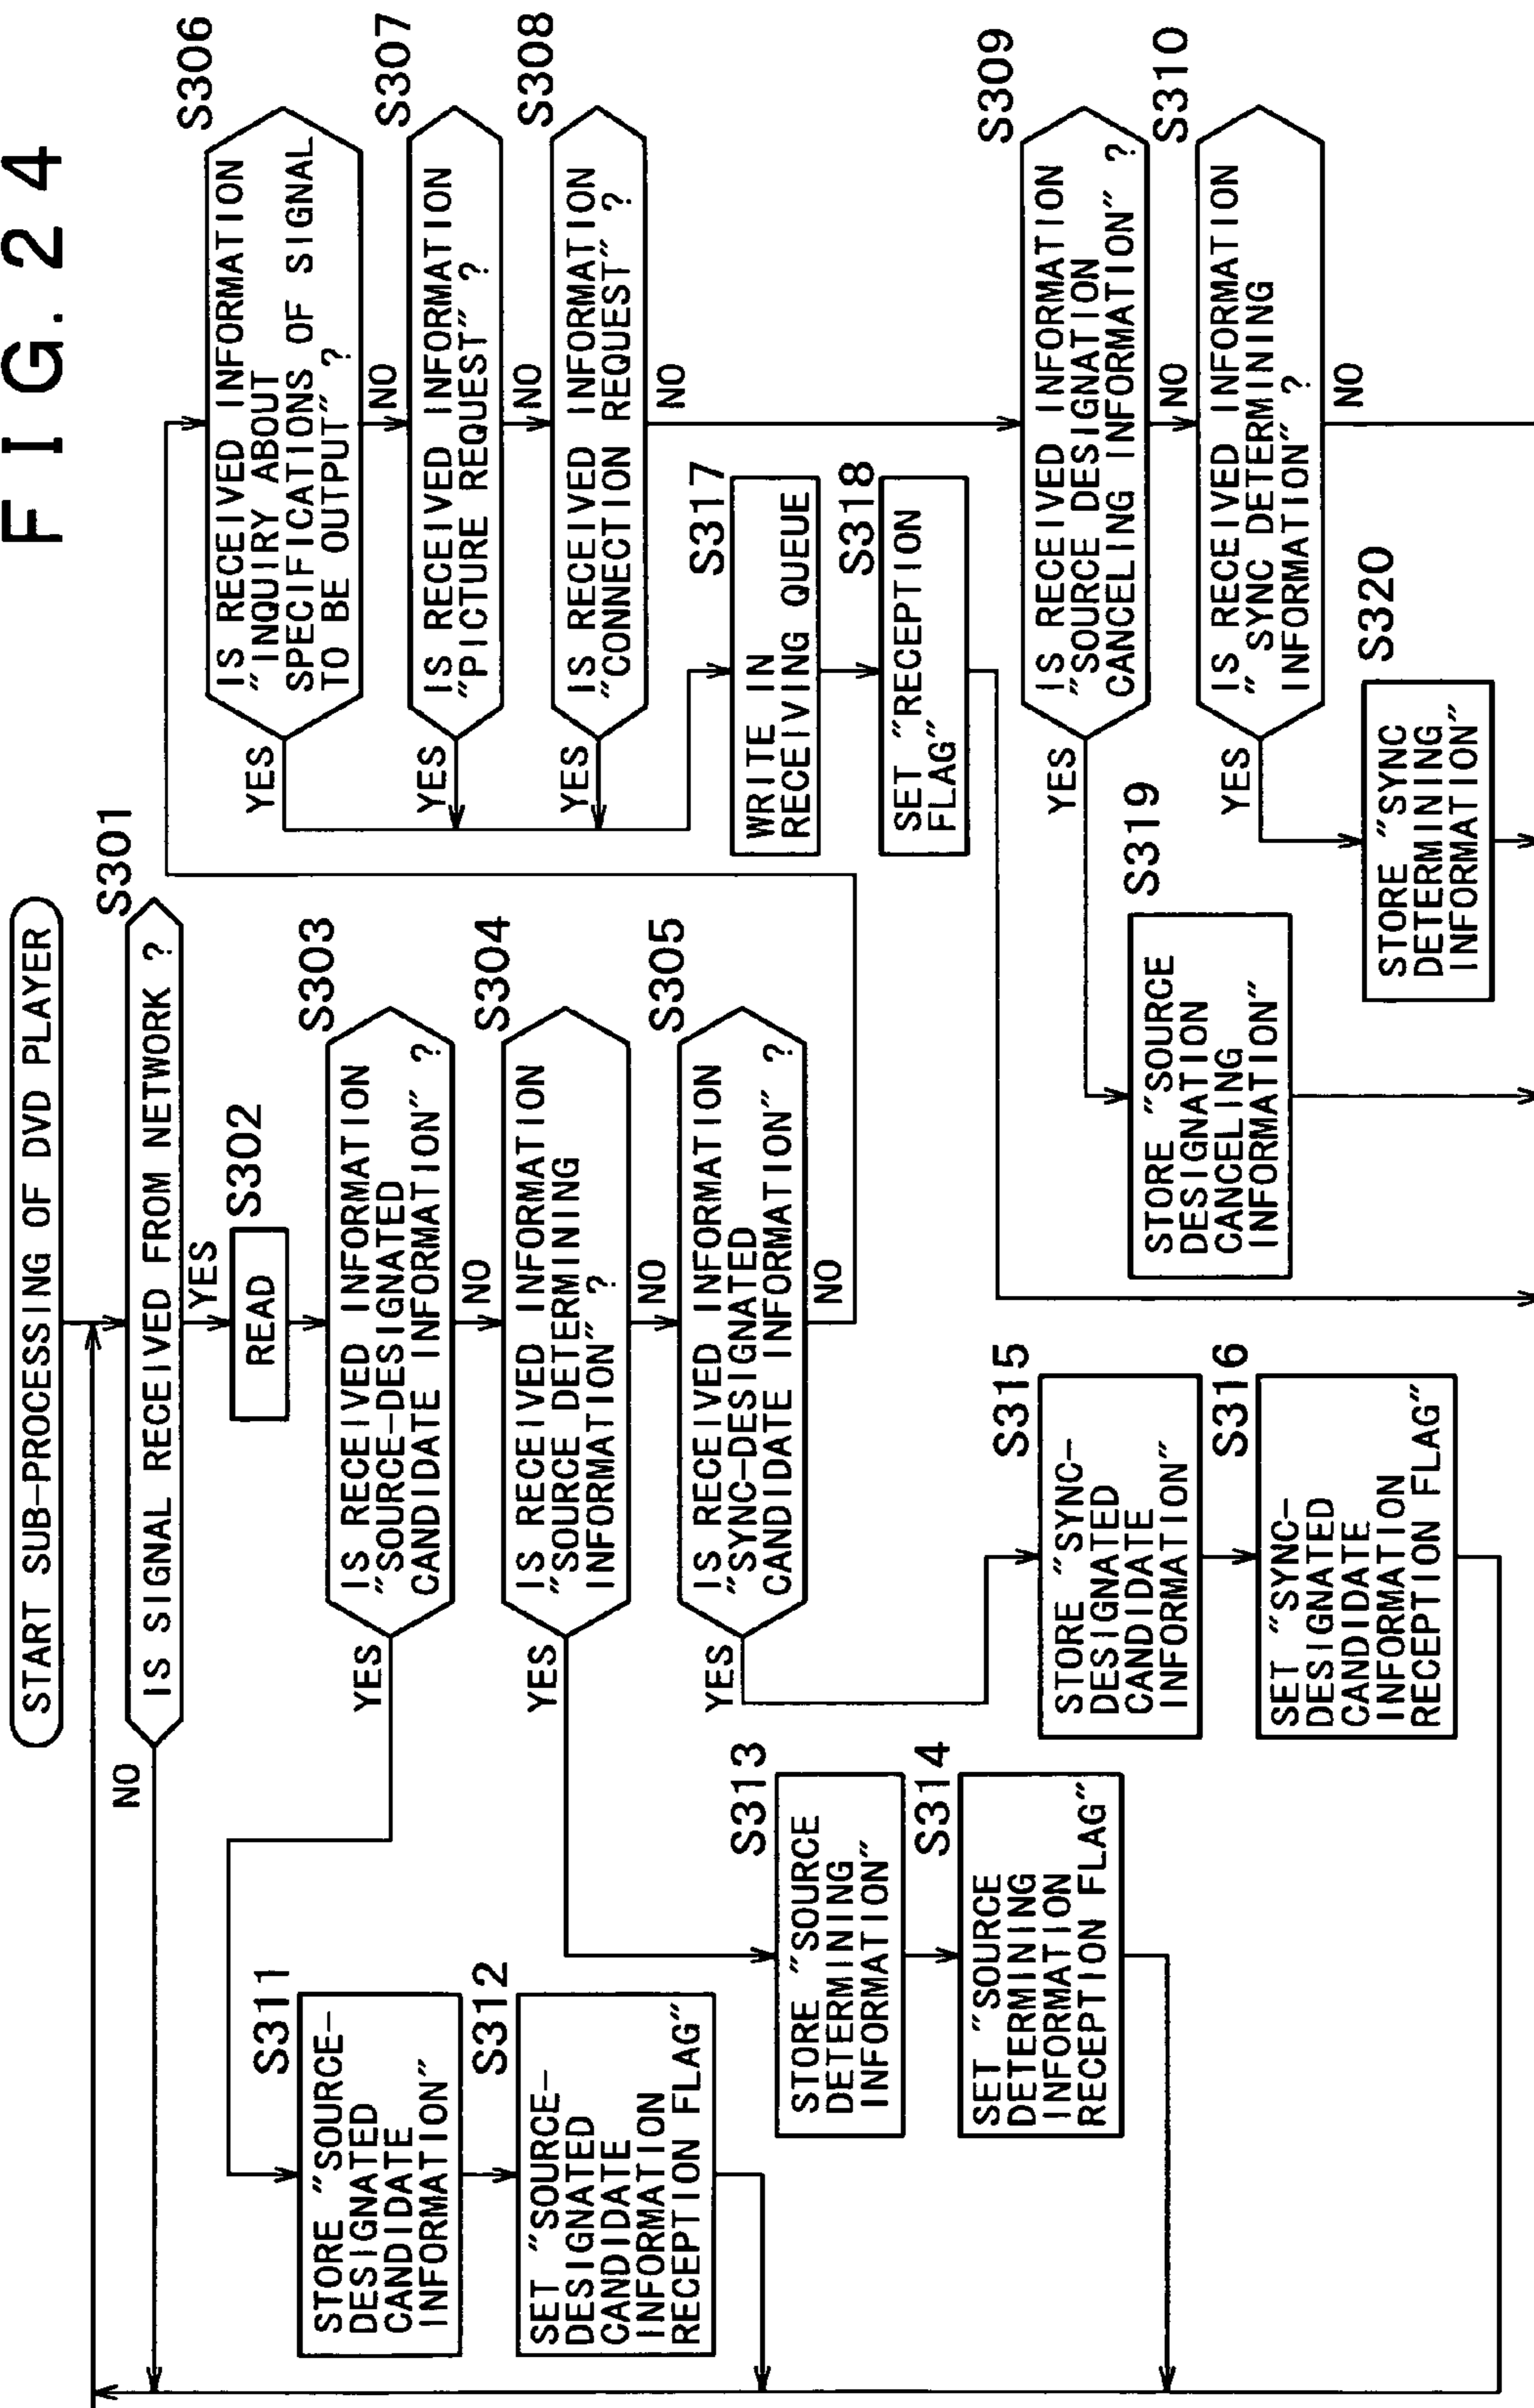 FIG. 24
START SUB-PROCESSING OF DVD PLAYER
S301
IS SIGNAL RECEIVED FROM NETWORK ?
NO
YES
S302
READ
S303
IS RECEIVED INFORMATION
"SOURCE-DESIGNATED
CANDIDATE INFORMATION" ?
YES
NO
S304
IS RECEIVED INFORMATION
"SOURCE DETERMINING
INFORMATION" ?
YES
NO
S305
IS RECEIVED INFORMATION
"SYNC-DESIGNATED
CANDIDATE INFORMATION" ?
YES
NO
S311
STORE "SOURCE-
DESIGNATED
CANDIDATE
INFORMATION"
S312
SET "SOURCE-
DESIGNATED
CANDIDATE
INFORMATION
RECEPTION FLAG"
S313
STORE "SOURCE
DETERMINING
INFORMATION"
S314
SET "SOURCE
DETERMINING
INFORMATION
RECEPTION FLAG"
S315
STORE "SYNC-
DESIGNATED
CANDIDATE
INFORMATION"
S316
SET "SYNC-
DESIGNATED
CANDIDATE
INFORMATION
RECEPTION FLAG"
S306
IS RECEIVED INFORMATION
"INQUIRY ABOUT
SPECIFICATIONS OF SIGNAL
TO BE OUTPUT" ?
YES
NO
S307
IS RECEIVED INFORMATION
"PICTURE REQUEST" ?
YES
NO
S308
IS RECEIVED INFORMATION
"CONNECTION REQUEST" ?
YES
NO
S317
WRITE IN
RECEIVING QUEUE
S318
SET "RECEPTION
FLAG"
S309
IS RECEIVED INFORMATION
"SOURCE DESIGNATION
CANCELING INFORMATION" ?
YES
NO
S310
IS RECEIVED INFORMATION
" SYNC DETERMINING
INFORMATION" ?
YES
NO
S319
STORE "SOURCE
DESIGNATION
CANCELING
INFORMATION"
S320
STORE "SYNC
DETERMINING
INFORMATION"